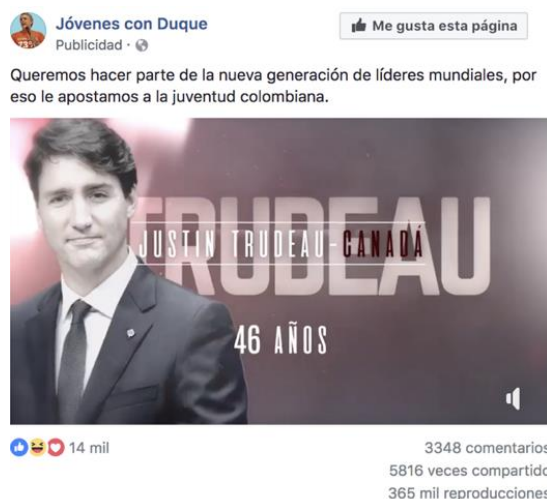 Jóvenes con Duque
Me gusta esta página
Publicidad ·
Queremos hacer parte de la nueva generación de líderes mundiales, por
eso le apostamos a la juventud colombiana.
TRUDEAU
JUSTIN TRUDEAU-CANADÁ
46 AÑOS
14 mil
3348 comentarios
5816 veces compartido
365 mil reproducciones